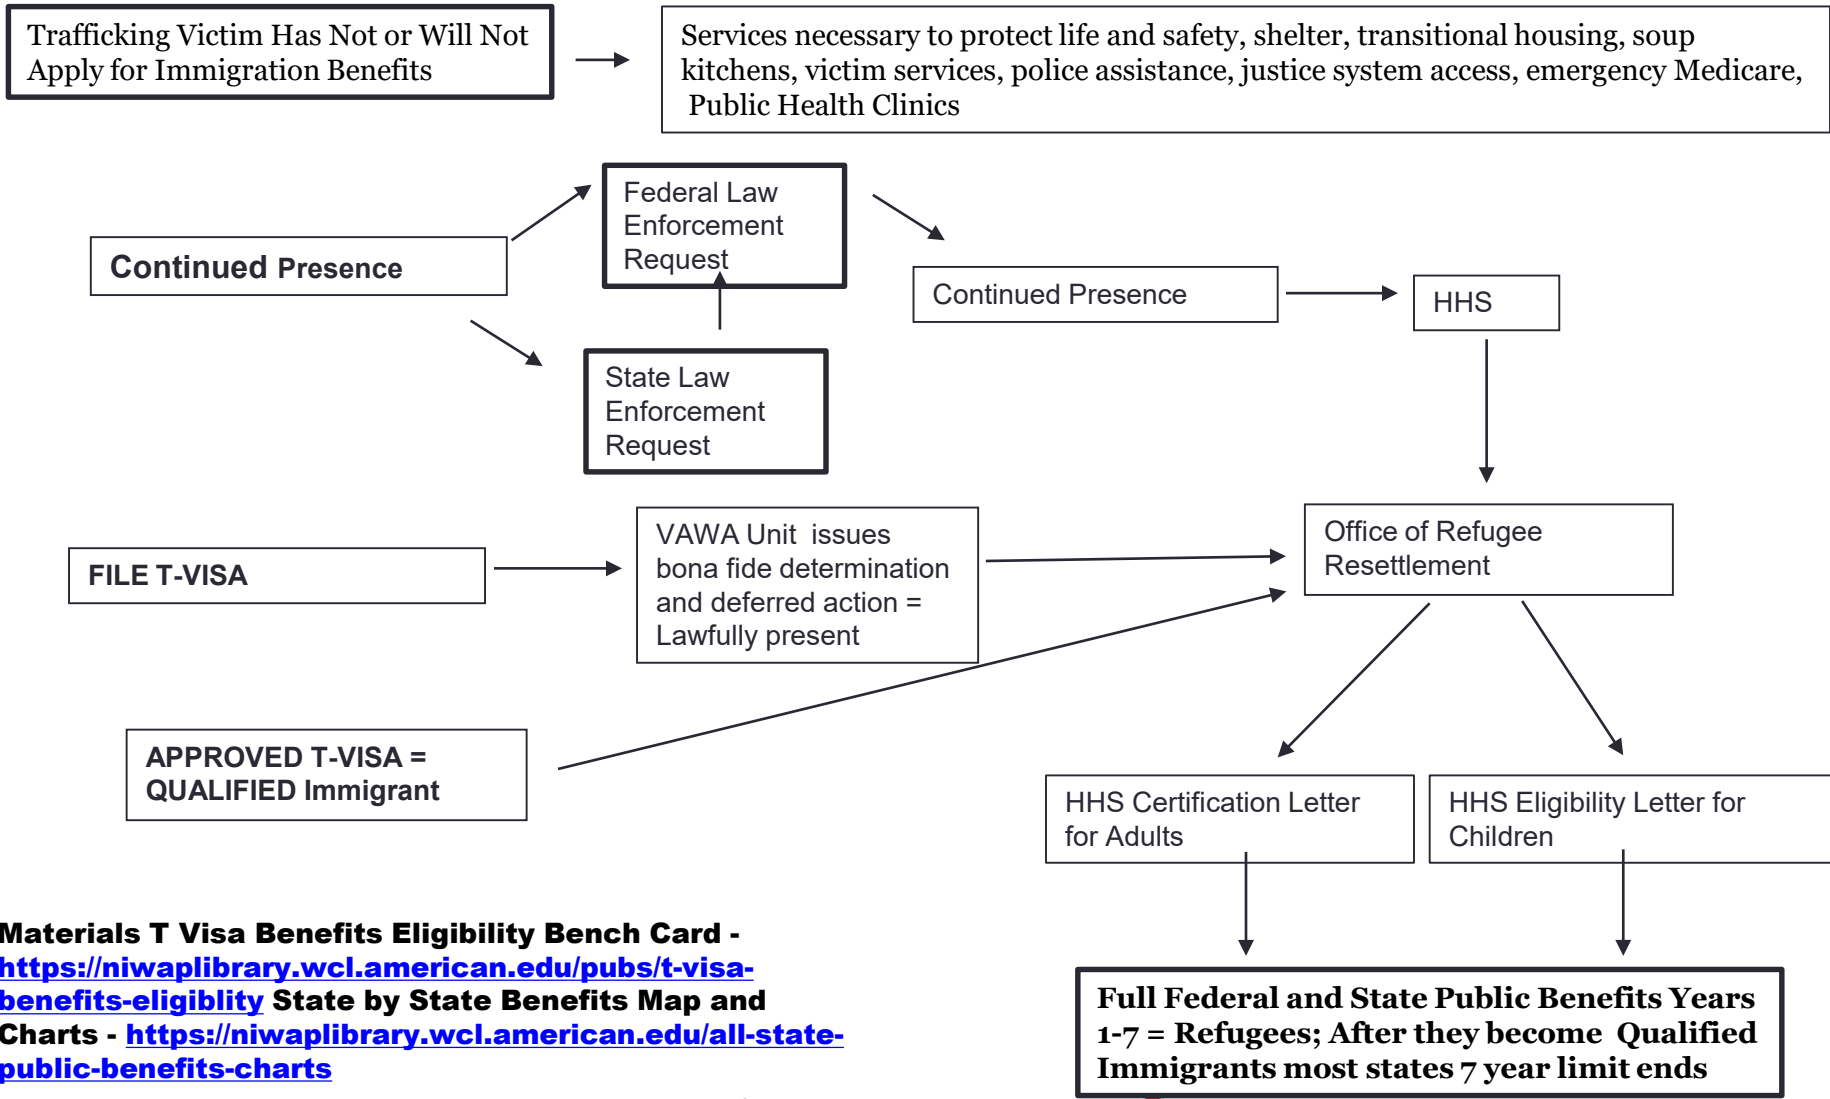 Trafficking Victim Has Not or Will Not
Apply for Immigration Benefits
Services necessary to protect life and safety, shelter, transitional housing, soup
kitchens, victim services, police assistance, justice system access, emergency Medicare,
Public Health Clinics
Federal Law
Enforcement
Request
Continued Presence
Continued Presence
HHS
State Law
Enforcement
Request
FILE T-VISA
VAWA Unit issues
bona fide determination
and deferred action =
Lawfully present
Office of Refugee
Resettlement
APPROVED T-VISA =
QUALIFIED Immigrant
HHS Certification Letter
for Adults
HHS Eligibility Letter for
Children
Materials T Visa Benefits Eligibility Bench Card -
https://niwaplibrary.wcl.american.edu/pubs/t-visa-
benefits-eligiblity State by State Benefits Map and
Charts - https://niwaplibrary.wcl.american.edu/all-state-
public-benefits-charts
Full Federal and State Public Benefits Years
1-7 = Refugees; After they become Qualified
Immigrants most states 7 year limit ends